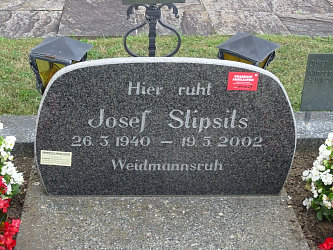 Hier ruht
Josef Slipsits
26.3.1940 — 19.5.2002
Weidmannsruh